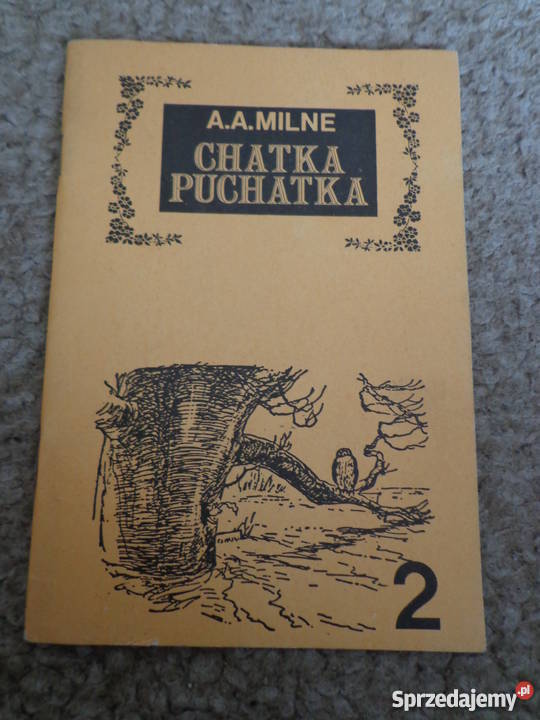 A.A.MILNE
CHATKA
PUCHATKA
2
Sprzedajemy.pl